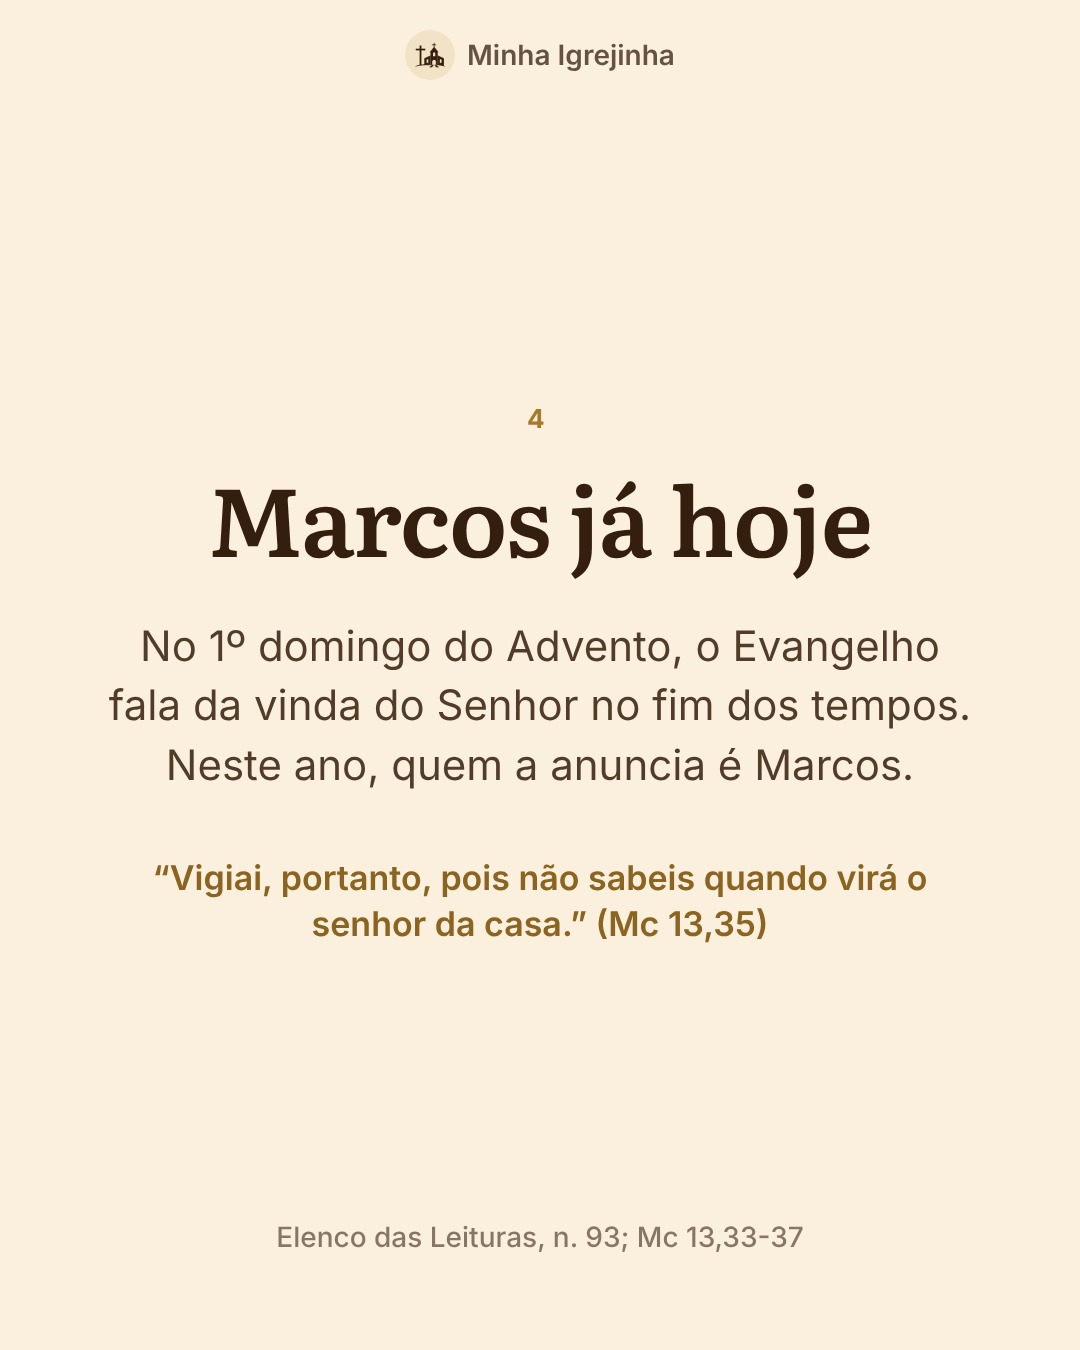 Minha Igrejinha
4
Marcos já hoje
No 1º domingo do Advento, o Evangelho
fala da vinda do Senhor no fim dos tempos.
Neste ano, quem a anuncia é Marcos.
“Vigiai, portanto, pois não sabeis quando virá o
senhor da casa.” (Mc 13,35)
Elenco das Leituras, n. 93; Mc 13,33-37